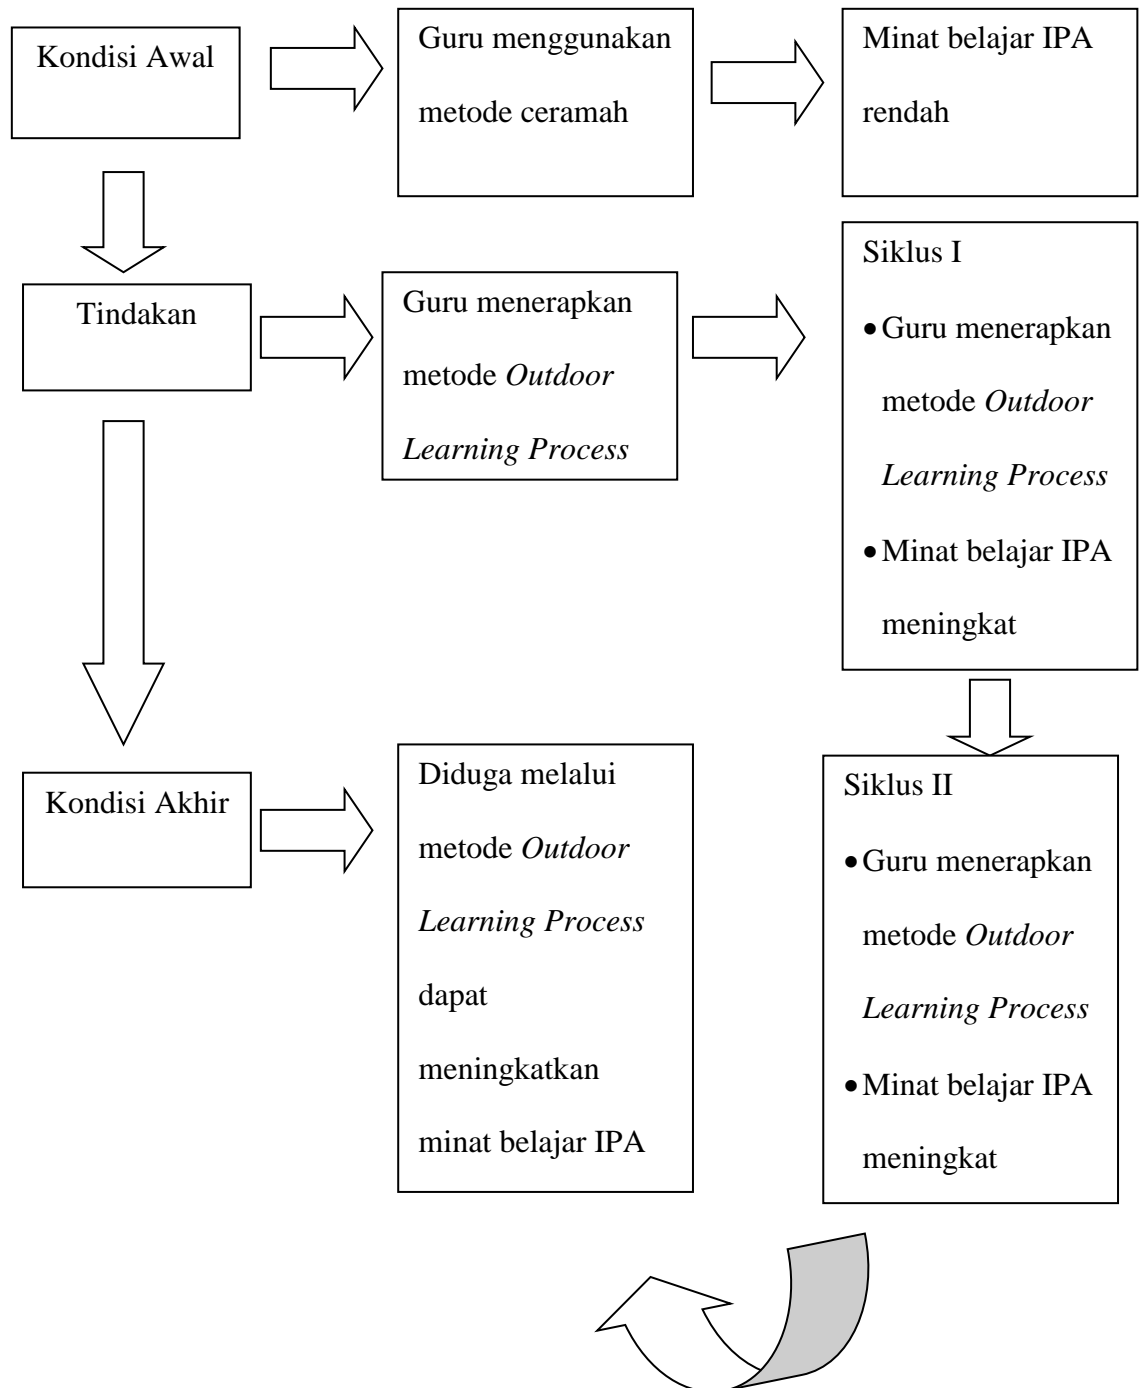 Kondisi Awal
Guru menggunakan
metode ceramah
Minat belajar IPA
rendah
Tindakan
Guru menerapkan
metode Outdoor
Learning Process
Siklus I
• Guru menerapkan
metode Outdoor
Learning Process
• Minat belajar IPA
meningkat
Kondisi Akhir
Diduga melalui
metode Outdoor
Learning Process
dapat
meningkatkan
minat belajar IPA
Siklus II
• Guru menerapkan
metode Outdoor
Learning Process
• Minat belajar IPA
meningkat